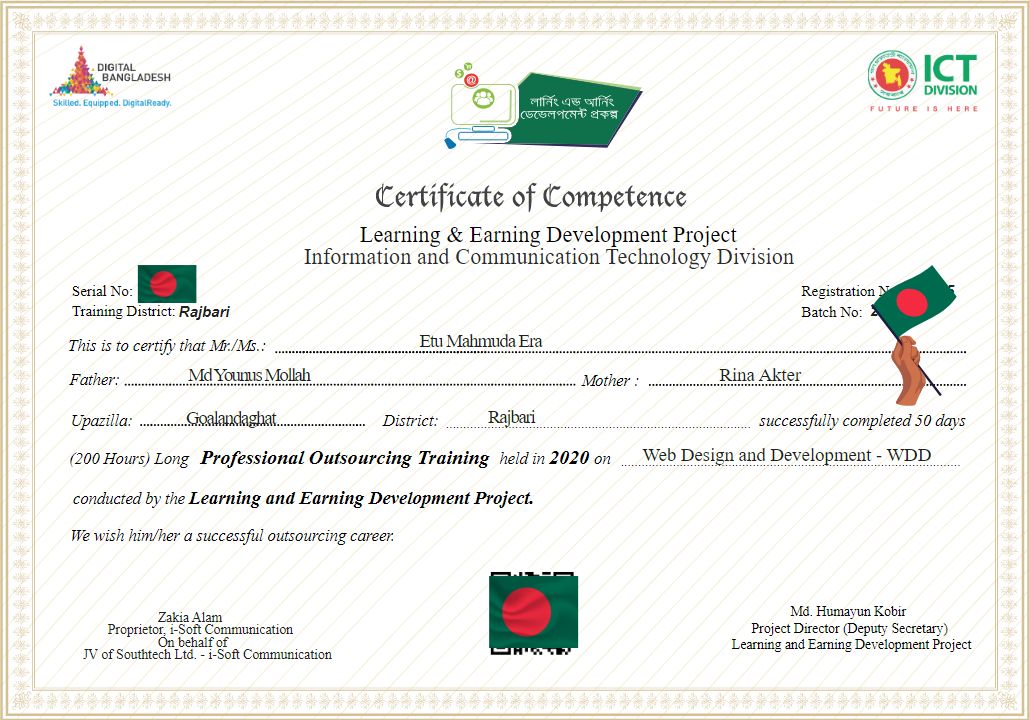 DIGITAL
BANGLADESH
Skilled. Equipped. DigitalReady.
লার্নিং এন্ড আর্নিং
ডেভেলপমেন্ট প্রকল্প
ICT
DIVISION
FUTURE IS HERE
Certificate of Competence
Learning & Earning Development Project
Information and Communication Technology Division
Serial No:
Training District: Rajbari
Registration
Batch No:
This is to certify that Mr./Ms.: Etu Mahmuda Era
Father: Md Younus Mollah Mother : Rina Akter
Upazilla: Goalandaghat District: Rajbari successfully completed 50 days
(200 Hours) Long Professional Outsourcing Training held in 2020 on Web Design and Development - WDD
conducted by the Learning and Earning Development Project.
We wish him/her a successful outsourcing career.
Zakia Alam
Proprietor, i-Soft Communication
On behalf of
JV of Southtech Ltd. - i-Soft Communication
Md. Humayun Kobir
Project Director (Deputy Secretary)
Learning and Earning Development Project